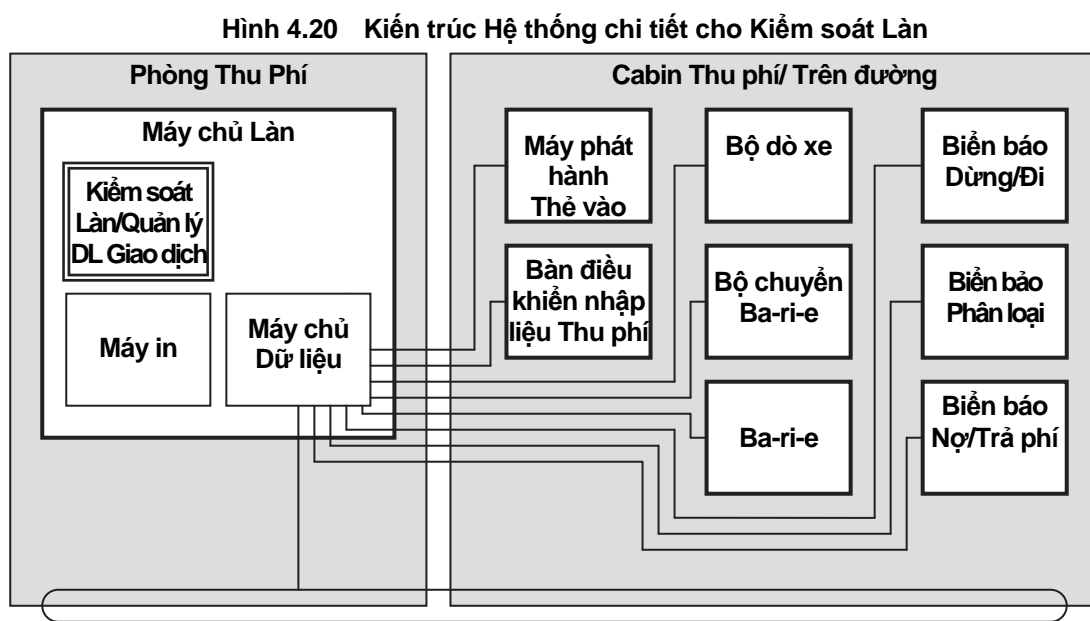 Hình 4.20 Kiến trúc Hệ thống chi tiết cho Kiểm soát Làn
Phòng Thu Phí
Máy chủ Làn
Kiểm soát
Làn/Quản lý
DL Giao dịch
Máy in
Máy chủ
Dữ liệu
Cabin Thu phí/ Trên đường
Máy phát
hành
Thẻ vào
Bộ dò xe
Biển báo
Dừng/Đi
Bàn điều
khiển nhập
liệu Thu phí
Bộ chuyển
Ba-ri-e
Biển bảo
Phân loại
Ba-ri-e
Biển báo
Nợ/Trả phí